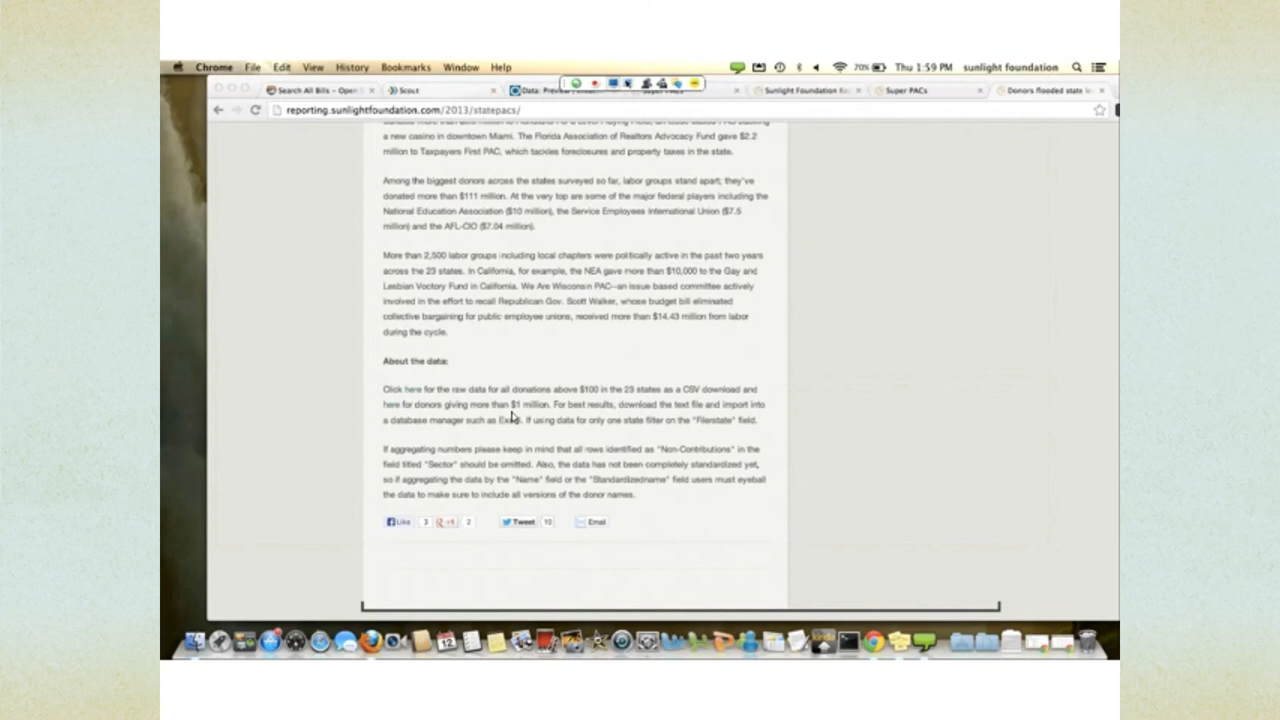 Chrome File Edit View History Bookmarks Window Help 70% Thu 1:59 PM sunlight foundation
Search All Bills - Open Scout Data: Super PACs Sunlight Foundation Super PACs Donors flooded state
reporting.sunlightfoundation.com/2013/statepacs/
a new casino in downtown Miami. The Florida Association of Realtors Advocacy Fund gave $2.2
million to Taxpayers First PAC, which tackles foreclosures and property taxes in the state.
Among the biggest donors across the states surveyed so far, labor groups stand apart; they've
donated more than $111 million. At the very top are some of the major federal players including the
National Education Association ($10 million), the Service Employees International Union ($7.5
million) and the AFL-CIO ($7.04 million).
More than 2,500 labor groups including local chapters were politically active in the past two years
across the 23 states. In California, for example, the NEA gave more than $10,000 to the Gay and
Lesbian Voctory Fund in California. We Are Wisconsin PAC--an issue based committee actively
involved in the effort to recall Republican Gov. Scott Walker, whose budget bill eliminated
collective bargaining for public employee unions, received more than $14.43 million from labor
during the cycle.
About the data:
Click here for the raw data for all donations above $100 in the 23 states as a CSV download and
here for donors giving more than $1 million. For best results, download the text file and import into
a database manager such as Excel. If using data for only one state filter on the "Filerstate" field.
If aggregating numbers please keep in mind that all rows identified as "Non-Contributions" in the
field titled "Sector" should be omitted. Also, the data has not been completely standardized yet,
so if aggregating the data by the "Name" field or the "Standardizedname" field users must eyeball
the data to make sure to include all versions of the donor names.
Like 3 +1 2 Tweet 10 Email
12
kindle